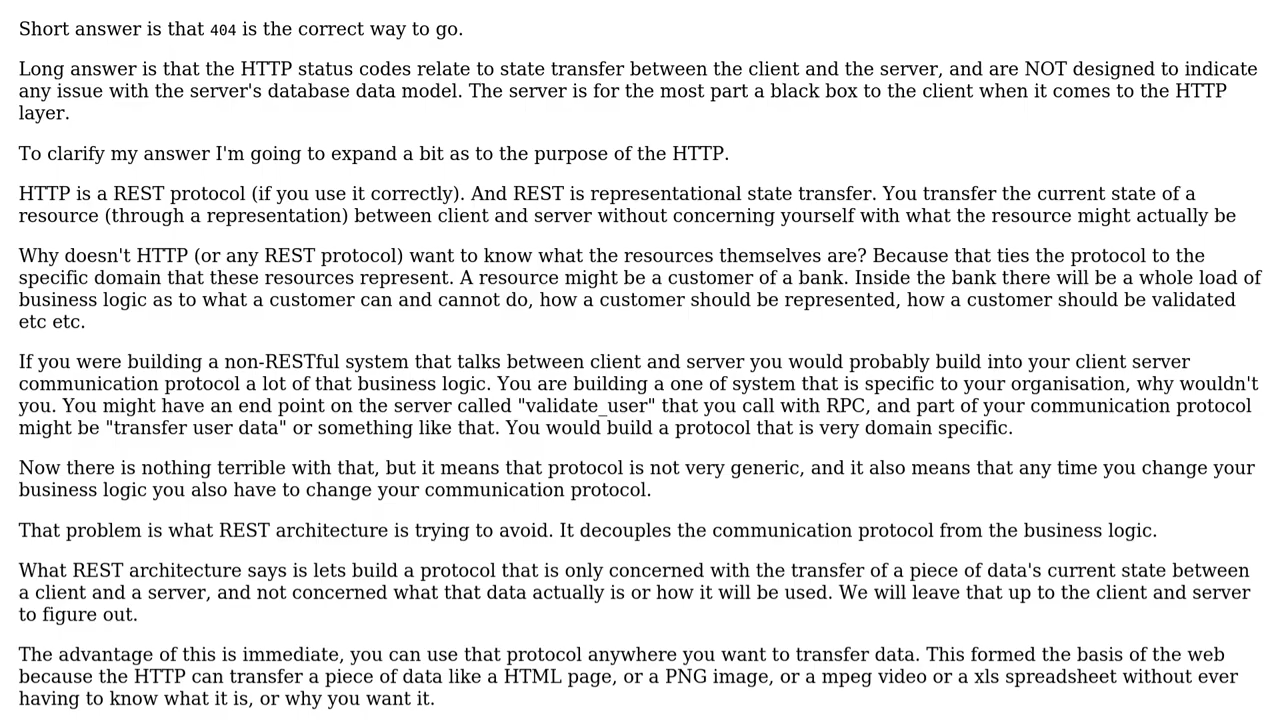 Short answer is that 404 is the correct way to go.
Long answer is that the HTTP status codes relate to state transfer between the client and the server, and are NOT designed to indicate
any issue with the server's database data model. The server is for the most part a black box to the client when it comes to the HTTP
layer.
To clarify my answer I'm going to expand a bit as to the purpose of the HTTP.
HTTP is a REST protocol (if you use it correctly). And REST is representational state transfer. You transfer the current state of a
resource (through a representation) between client and server without concerning yourself with what the resource might actually be
Why doesn't HTTP (or any REST protocol) want to know what the resources themselves are? Because that ties the protocol to the
specific domain that these resources represent. A resource might be a customer of a bank. Inside the bank there will be a whole load of
business logic as to what a customer can and cannot do, how a customer should be represented, how a customer should be validated
etc etc.
If you were building a non-RESTful system that talks between client and server you would probably build into your client server
communication protocol a lot of that business logic. You are building a one of system that is specific to your organisation, why wouldn't
you. You might have an end point on the server called "validate_user" that you call with RPC, and part of your communication protocol
might be "transfer user data" or something like that. You would build a protocol that is very domain specific.
Now there is nothing terrible with that, but it means that protocol is not very generic, and it also means that any time you change your
business logic you also have to change your communication protocol.
That problem is what REST architecture is trying to avoid. It decouples the communication protocol from the business logic.
What REST architecture says is lets build a protocol that is only concerned with the transfer of a piece of data's current state between
a client and a server, and not concerned what that data actually is or how it will be used. We will leave that up to the client and server
to figure out.
The advantage of this is immediate, you can use that protocol anywhere you want to transfer data. This formed the basis of the web
because the HTTP can transfer a piece of data like a HTML page, or a PNG image, or a mpeg video or a xls spreadsheet without ever
having to know what it is, or why you want it.